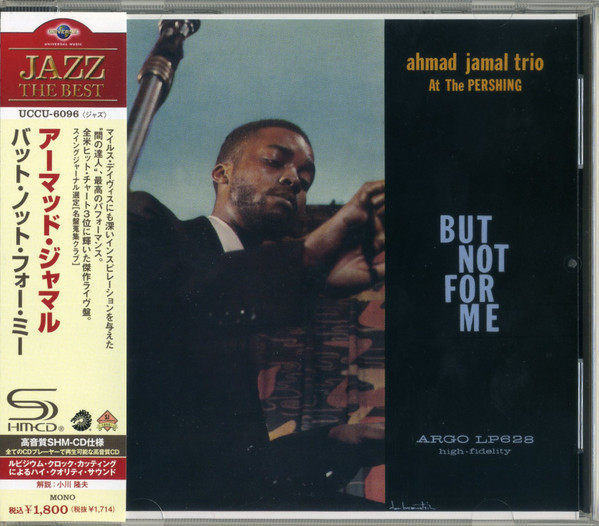 UNIVERSAL
UNIVERSAL MUSIC
JAZZ
THE BEST
UCCU-6096 〈ジャズ〉
アーマッド・ジャマル
バット・ノット・フォー・ミー
マイルス・デイヴィスにも深いインスピレーションを与えた
“間の達人”、最高のパフォーマンス。
全米ヒット・チャート3位に輝いた傑作ライヴ盤。
スイングジャーナル選定[名盤蒐集クラブ]
SHM-CD
高音質SHM-CD仕様
全てのCDプレーヤーで再生可能な高音質CD
ルビジウム・クロック・カッティング
によるハイ・クオリティ・サウンド
解説：小川 隆夫
MONO
税込¥1,800 (税抜¥1,714)
ahmad jamal trio
At The PERSHING
BUT
NOT
FOR
ME
ARGO LP628
high-fidelity